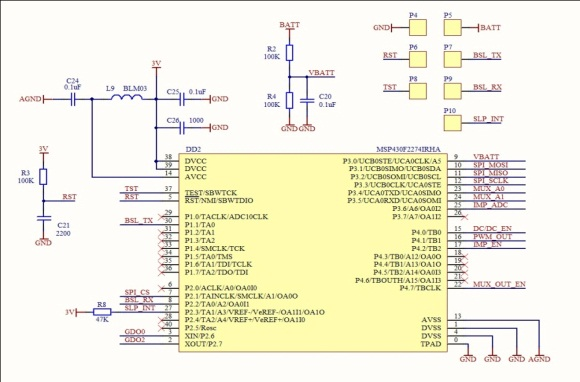 BATT
P4
GND
P5
BATT
R2
100K
P6
RST
P7
BSL_TX
VBATT
P8
TST
P9
BSL_RX
R4
100K
C20
0.1uF
GND
GND
P10
SLP_INT
3V
C24
0.1uF
L9
BLM03
C25
0.1uF
AGND
GND
C26
1000
GND
3V
R3
100K
RST
C21
2200
GND
DD2
MSP430F2274IRHA
38 DVCC
39 DVCC
14 AVCC
TST 37 TEST/SBWTCK
RST 5 RST/NMI/SBWTDIO
29 P1.0/TACLK/ADC10CLK
BSL_TX 30 P1.1/TA0
31 P1.2/TA1
32 P1.3/TA2
33 P1.4/SMCLK/TCK
34 P1.5/TA0/TMS
35 P1.6/TA1/TDI/TCLK
36 P1.7/TA2/TDO/TDI
6 P2.0/ACLK/A0/OA0I0
SPI_CS 7 P2.1/TAINCLK/SMCLK/A1/OA0O
BSL_RX 8 P2.2/TA0/A2/OA0I1
3V R8 47K SLP_INT 27 P2.3/TA1/A3/VREF-/VeREF-/OA1I1/OA1O
28 P2.4/TA2/A4/VREF+/VeREF+/OA1I0
40 P2.5/Rosc
GDO0 3 XIN/P2.6
GDO2 2 XOUT/P2.7
P3.0/UCB0STE/UCA0CLK/A5 9 VBATT
P3.1/UCB0SIMO/UCB0SDA 10 SPI_MOSI
P3.2/UCB0SOMI/UCB0SCL 11 SPI_MISO
P3.3/UCB0CLK/UCA0STE 12 SPI_SCLK
P3.4/UCA0TXD/UCA0SIMO 23 MUX_A0
P3.5/UCA0RXD/UCA0SOMI 24 MUX_A1
P3.6/A6/OA0I2 25 IMP_ADC
P3.7/A7/OA1I2 26
P4.0/TB0 15 DC/DC_EN
P4.1/TB1 16 PWM_OUT
P4.2/TB2 17 IMP_EN
P4.3/TB0/A12/OA0O 18
P4.4/TB1/A13/OA1O 19
P4.5/TB2/A14/OA0I3 20
P4.6/TBOUTH/A15/OA1I3 21
P4.7/TBCLK 22 MUX_OUT_EN
AVSS 13
DVSS 1
DVSS 4
TPAD 0
GND
GND
GND
AGND